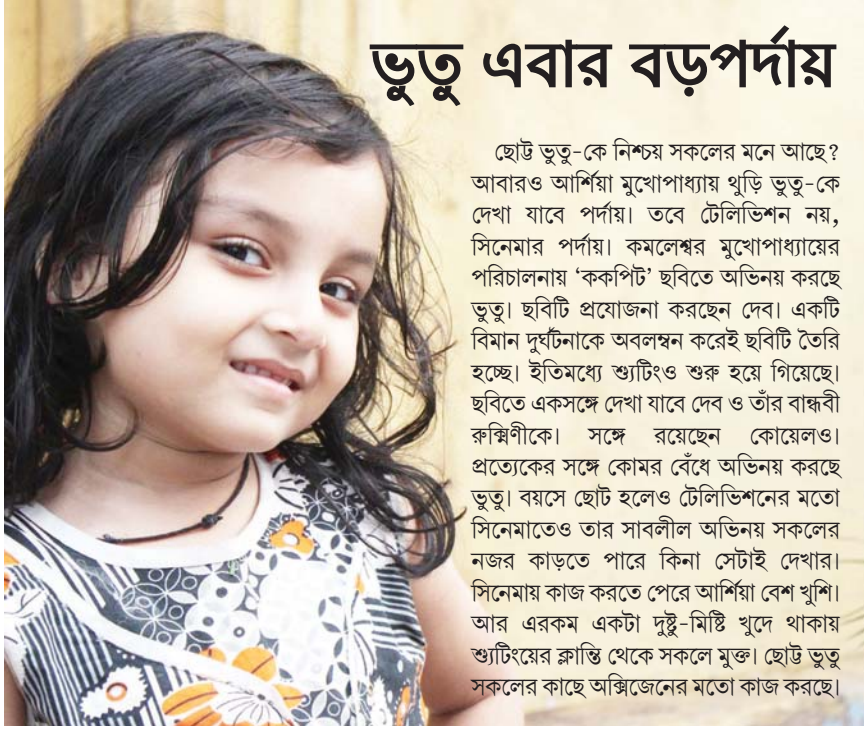 ভুতু এবার বড়পর্দায়
ছোট্ট ভুতু-কে নিশ্চয় সকলের মনে আছে?
আবারও আর্শিয়া মুখোপাধ্যায় থুড়ি ভুতু-কে
দেখা যাবে পর্দায়। তবে টেলিভিশন নয়,
সিনেমার পর্দায়। কমলেশ্বর মুখোপাধ্যায়ের
পরিচালনায় ‘ককপিট’ ছবিতে অভিনয় করছে
ভুতু। ছবিটি প্রযোজনা করছেন দেব। একটি
বিমান দুর্ঘটনাকে অবলম্বন করেই ছবিটি তৈরি
হচ্ছে। ইতিমধ্যে শ্যুটিংও শুরু হয়ে গিয়েছে।
ছবিতে একসঙ্গে দেখা যাবে দেব ও তাঁর বান্ধবী
রুক্মিণীকে। সঙ্গে রয়েছেন কোয়েলও।
প্রত্যেকের সঙ্গে কোমর বেঁধে অভিনয় করছে
ভুতু। বয়সে ছোট হলেও টেলিভিশনের মতো
সিনেমাতেও তার সাবলীল অভিনয় সকলের
নজর কাড়তে পারে কিনা সেটাই দেখার।
সিনেমায় কাজ করতে পেরে আর্শিয়া বেশ খুশি।
আর এরকম একটা দুষ্টু-মিষ্টি খুদে থাকায়
শ্যুটিংয়ের ক্লান্তি থেকে সকলে মুক্ত। ছোট্ট ভুতু
সকলের কাছে অক্সিজেনের মতো কাজ করছে।